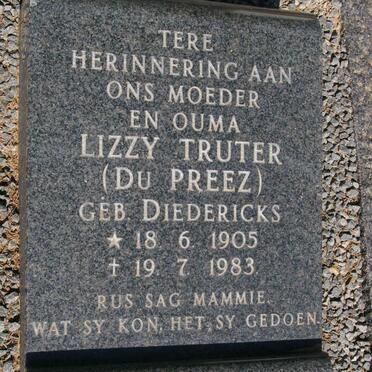 TERE
HERINNERING AAN
ONS MOEDER
EN OUMA
LIZZY TRUTER
(DU PREEZ)
GEB. DIEDERICKS
★ 18. 6. 1905
† 19. 7. 1983.
RUS SAG MAMMIE.
WAT SY KON, HET SY GEDOEN.